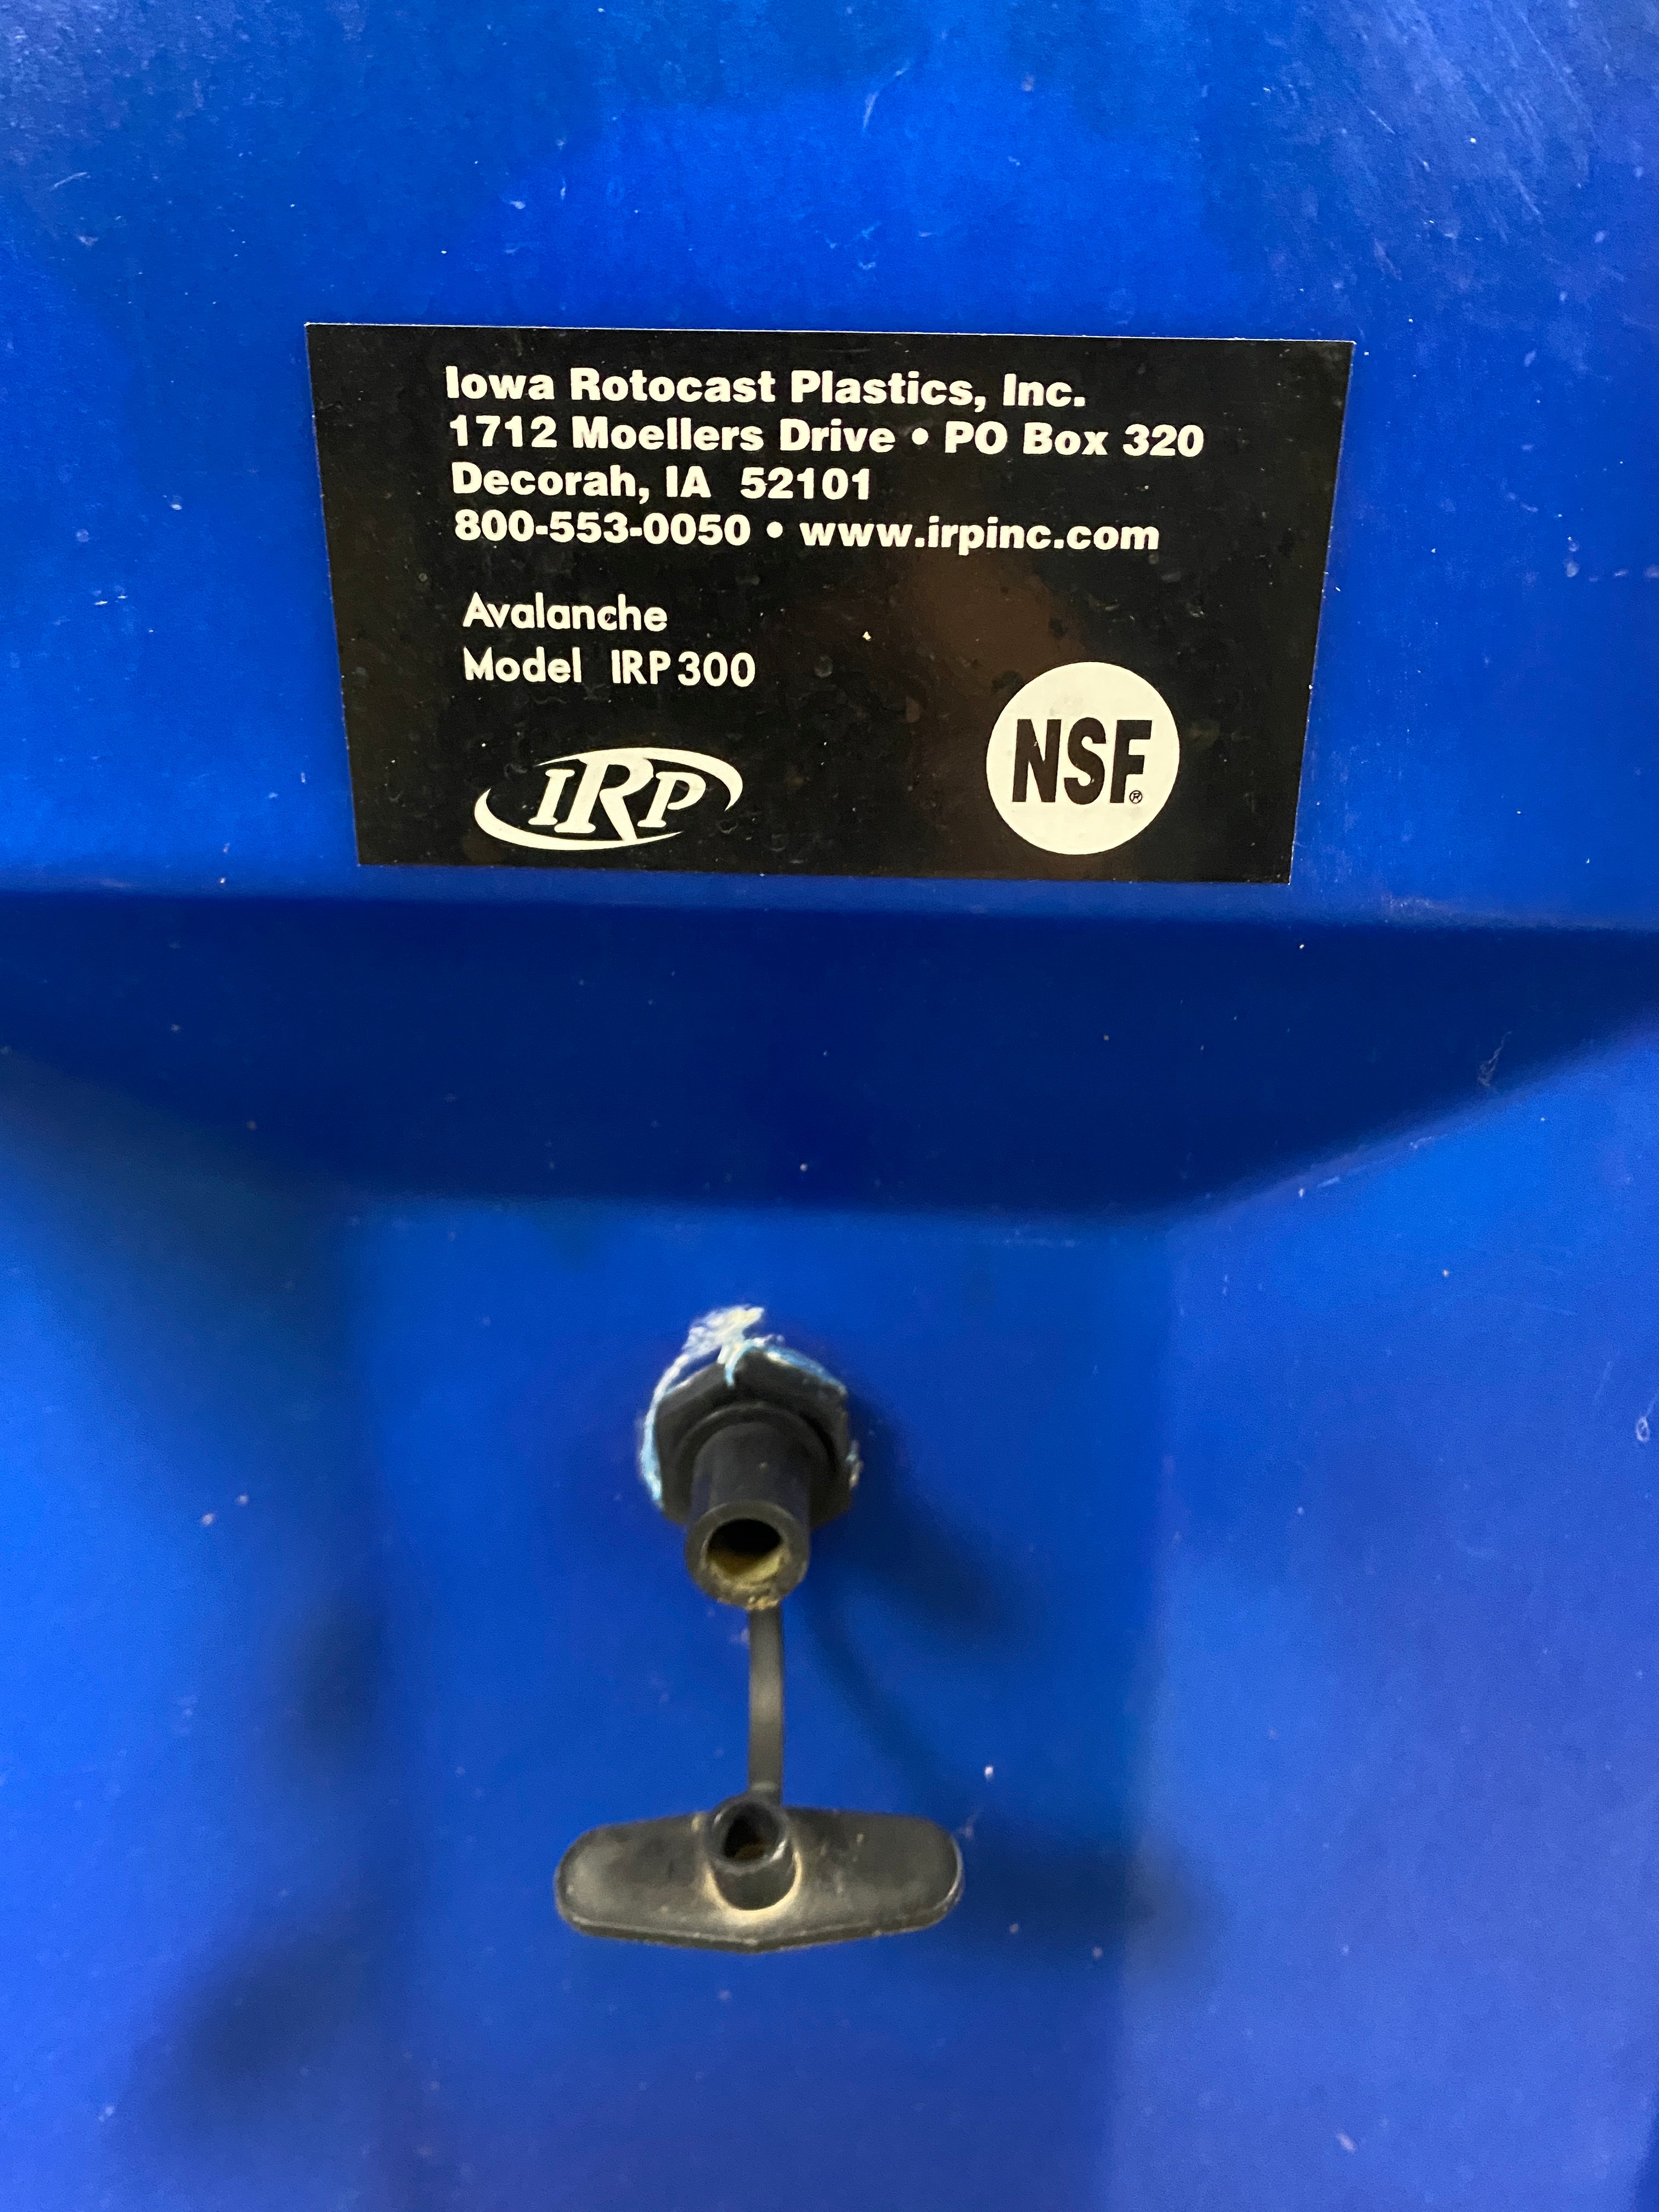 Iowa Rotocast Plastics, Inc.
1712 Moellers Drive • PO Box 320
Decorah, IA 52101
800-553-0050 • www.irpinc.com
Avalanche
Model IRP300
IRP
NSF®